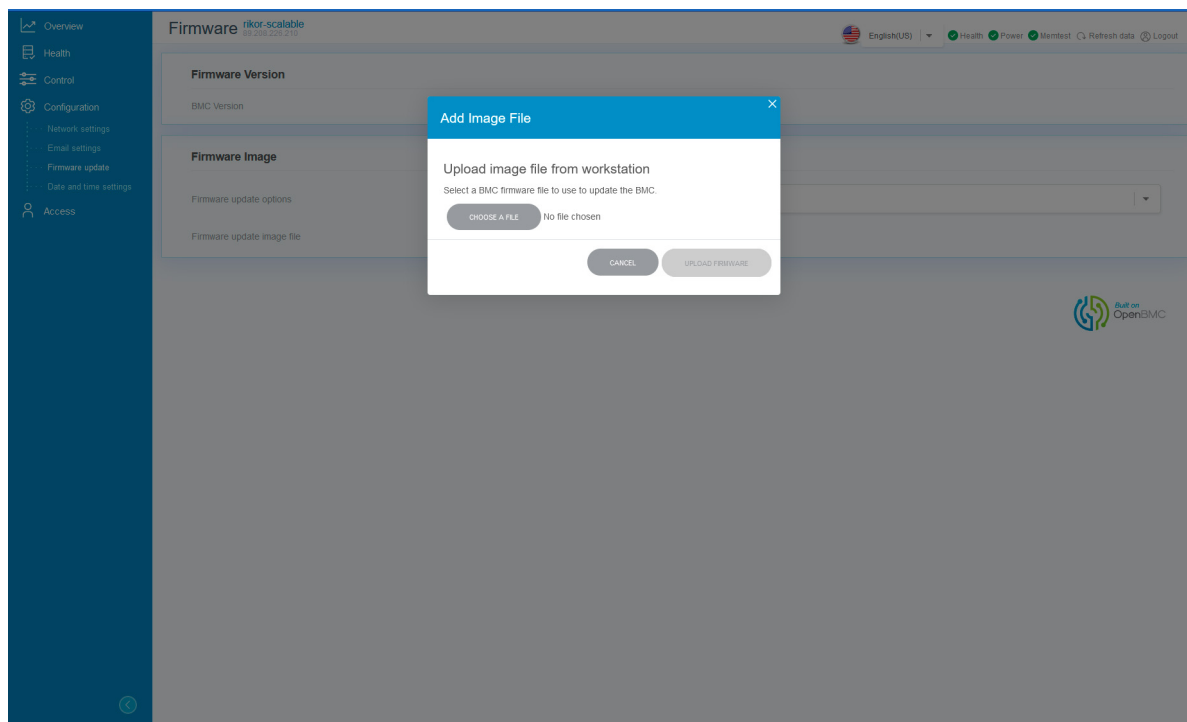 Overview
Health
Control
Configuration
Network settings
Email settings
Firmware update
Date and time settings
Access
Firmware rikor-scalable
English(US) Health Power Memtest Refresh data Logout
Firmware Version
BMC Version
Firmware Image
Firmware update options
Firmware update image file
Add Image File
Upload image file from workstation
Select a BMC firmware file to use to update the BMC.
CHOOSE A FILE No file chosen
CANCEL UPLOAD FIRMWARE
Built on
OpenBMC